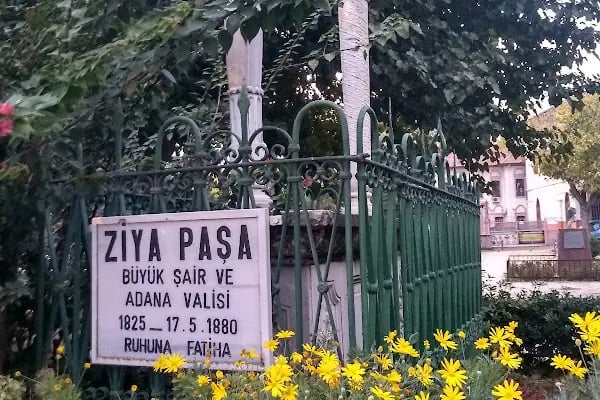 ZİYA PAŞA
BÜYÜK ŞAİR VE
ADANA VALİSİ
1825 — 17.5.1880
RUHUNA FATİHA